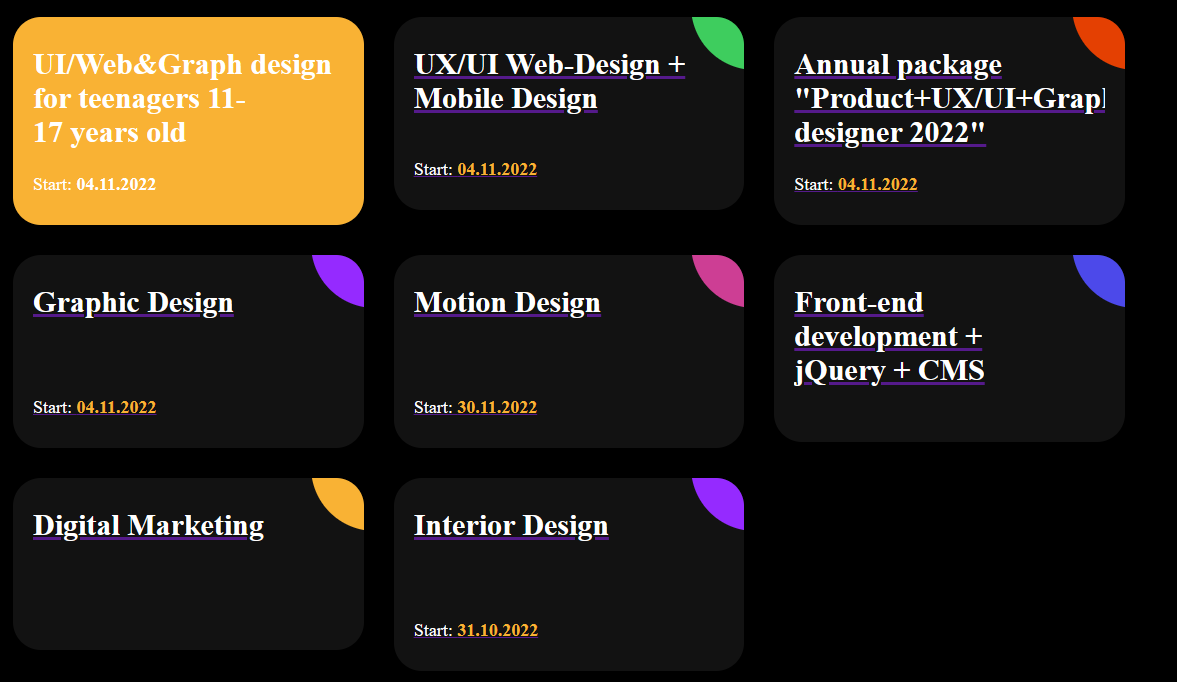 UI/Web&Graph design
for teenagers 11-
17 years old
Start: 04.11.2022
UX/UI Web-Design +
Mobile Design
Start: 04.11.2022
Annual package
"Product+UX/UI+Grap
designer 2022"
Start: 04.11.2022
Graphic Design
Start: 04.11.2022
Motion Design
Start: 30.11.2022
Front-end
development +
jQuery + CMS
Digital Marketing
Interior Design
Start: 31.10.2022